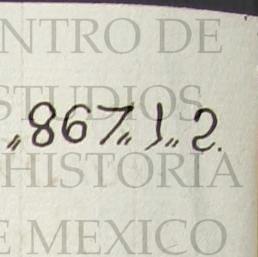 NTRO DE
STUDIOS
„867„ 1„ 2.
HISTORIA
E MEXICO